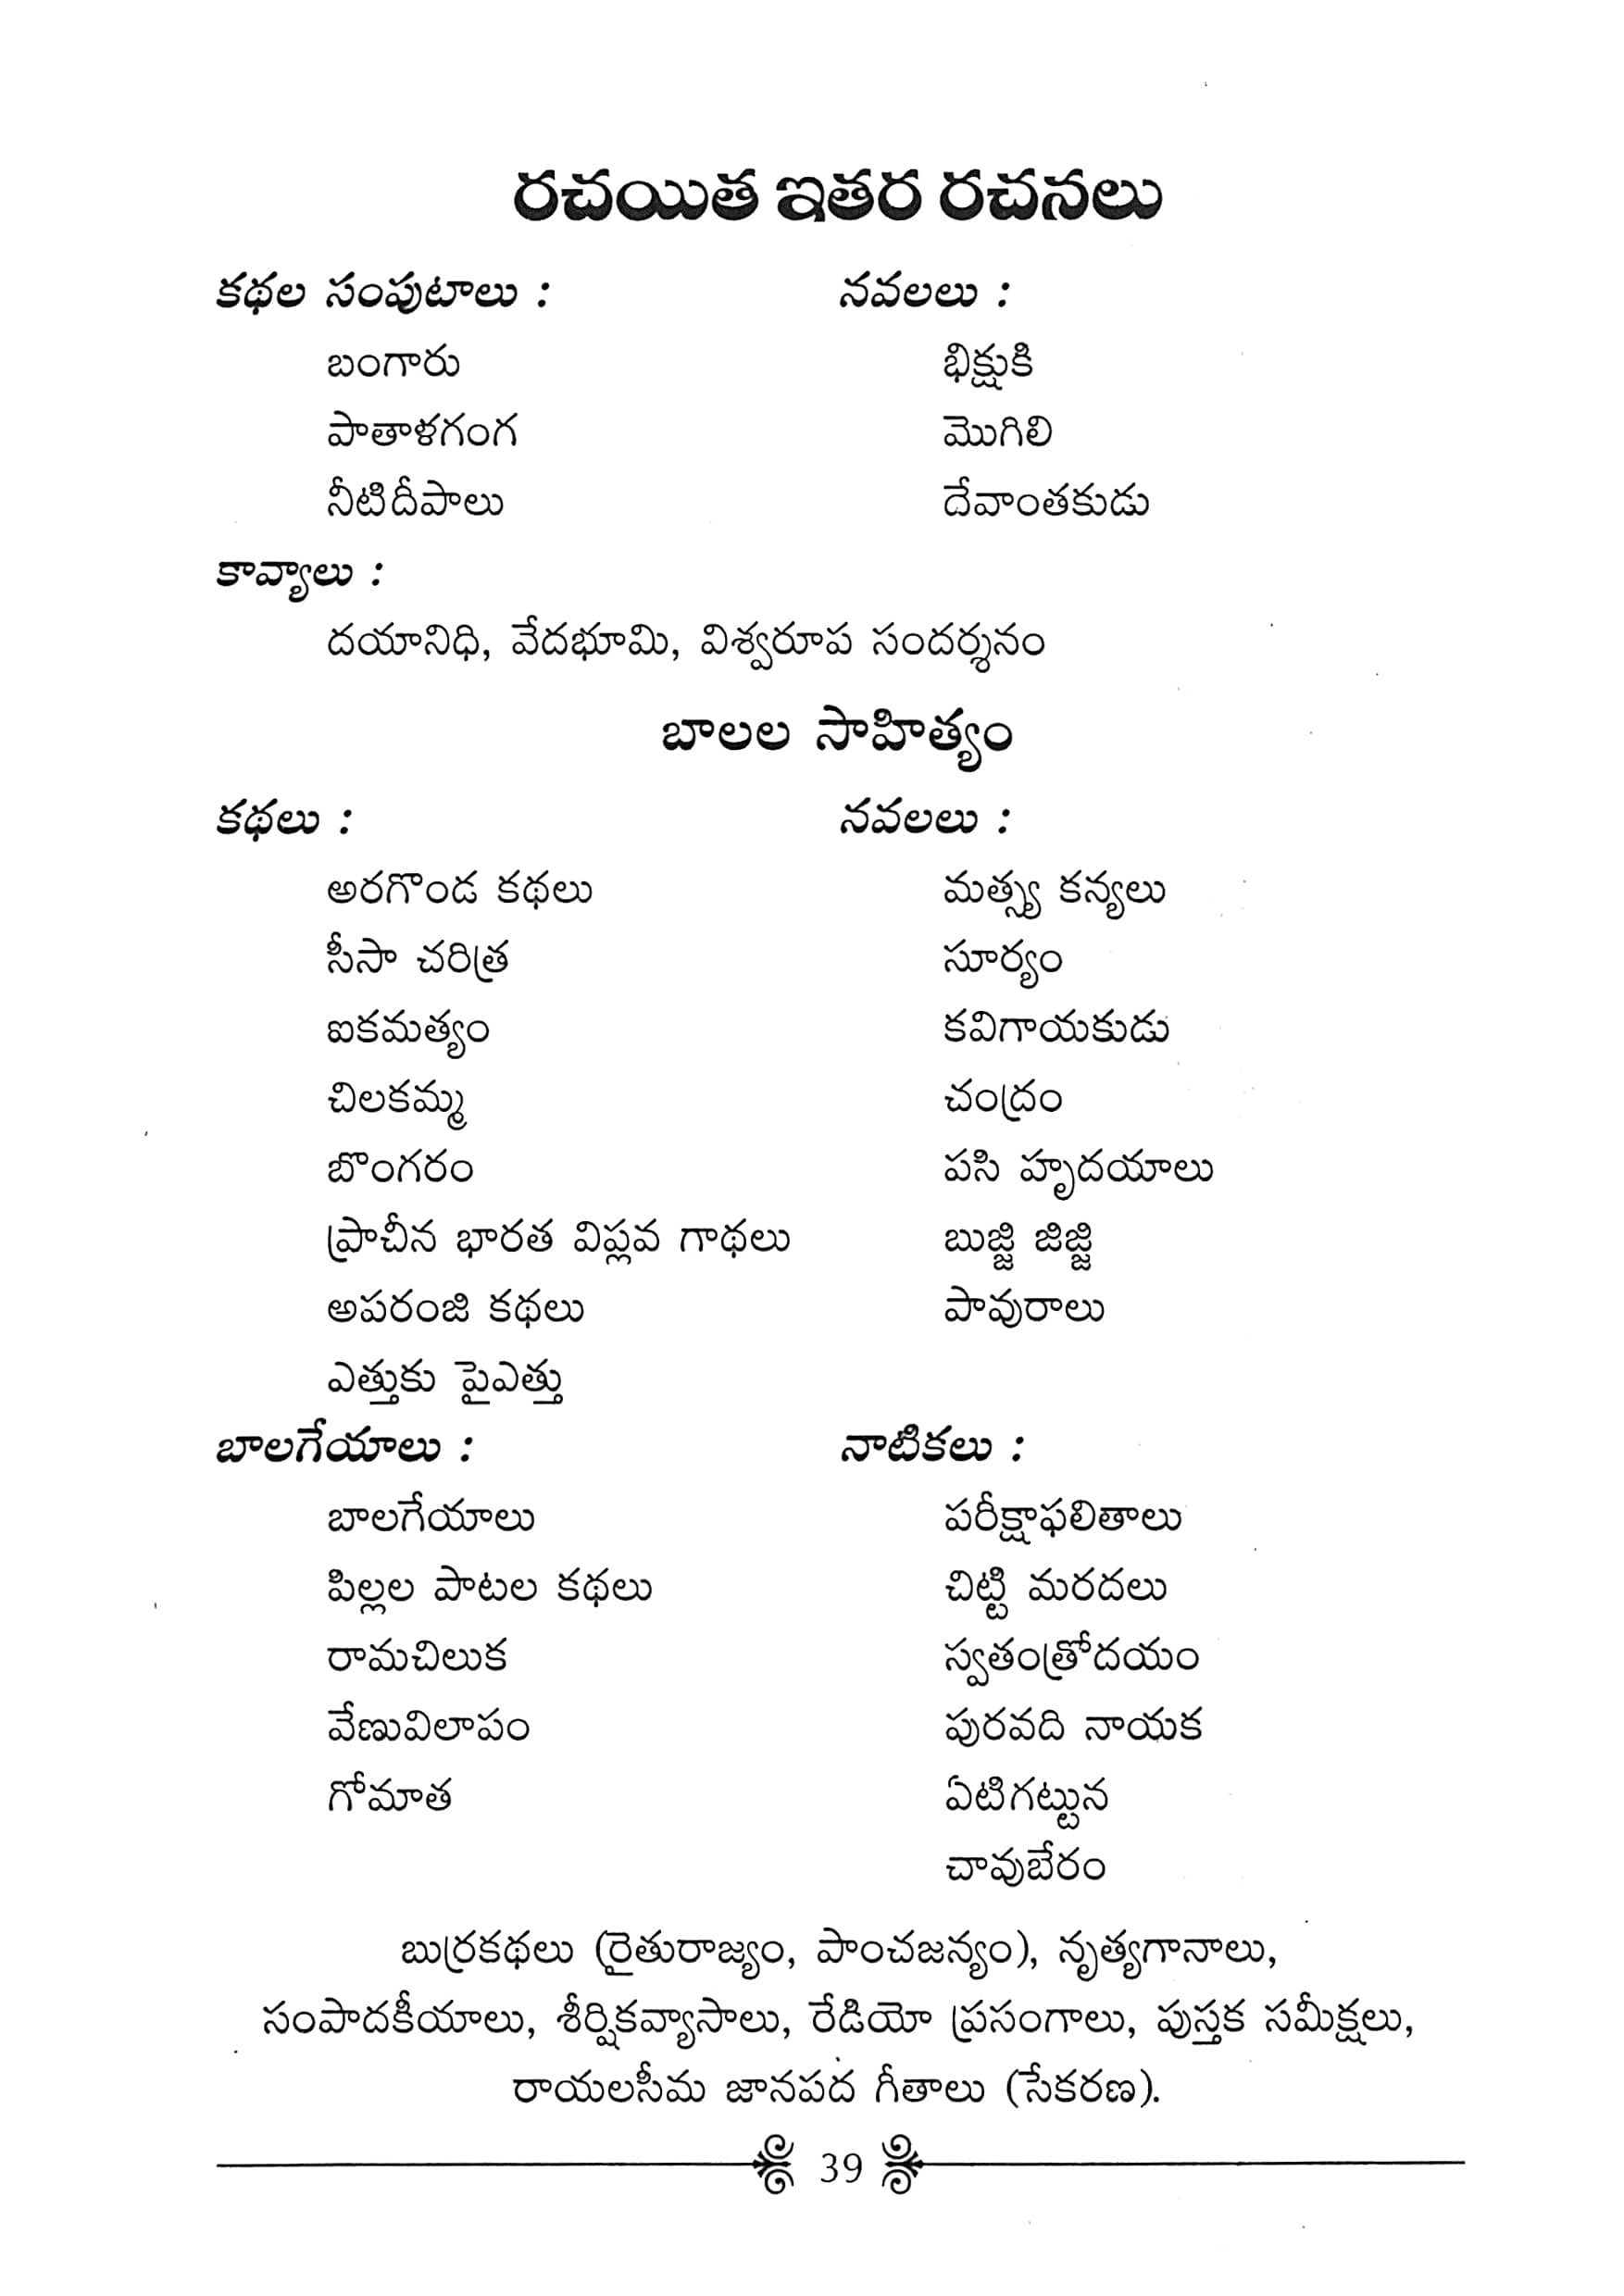 రచయిత ఇతర రచనలు
కథల సంపుటాలు :
బంగారు
పాతాళగంగ
నీటిదీపాలు
నవలలు :
భిక్షుకి
మొగిలి
దేవాంతకుడు
కావ్యాలు :
దయానిధి, వేదభూమి, విశ్వరూప సందర్శనం
బాలల సాహిత్యం
కథలు :
అరగొండ కథలు
సీసా చరిత్ర
ఐకమత్యం
చిలకమ్మ
బొంగరం
ప్రాచీన భారత విప్లవ గాథలు
అపరంజి కథలు
ఎత్తుకు పైఎత్తు
నవలలు :
మత్స్య కన్యలు
సూర్యం
కవిగాయకుడు
చంద్రం
పసి హృదయాలు
బుజ్జి జిజ్జి
పావురాలు
బాలగేయాలు :
బాలగేయాలు
పిల్లల పాటల కథలు
రామచిలుక
వేణువిలాపం
గోమాత
నాటికలు :
పరీక్షాఫలితాలు
చిట్టి మరదలు
స్వతంత్రోదయం
పురవది నాయక
ఏటిగట్టున
చావుబేరం
బుర్రకథలు (రైతురాజ్యం, పాంచజన్యం), నృత్యగానాలు,
సంపాదకీయాలు, శీర్షికవ్యాసాలు, రేడియో ప్రసంగాలు, పుస్తక సమీక్షలు,
రాయలసీమ జానపద గీతాలు (సేకరణ).
39